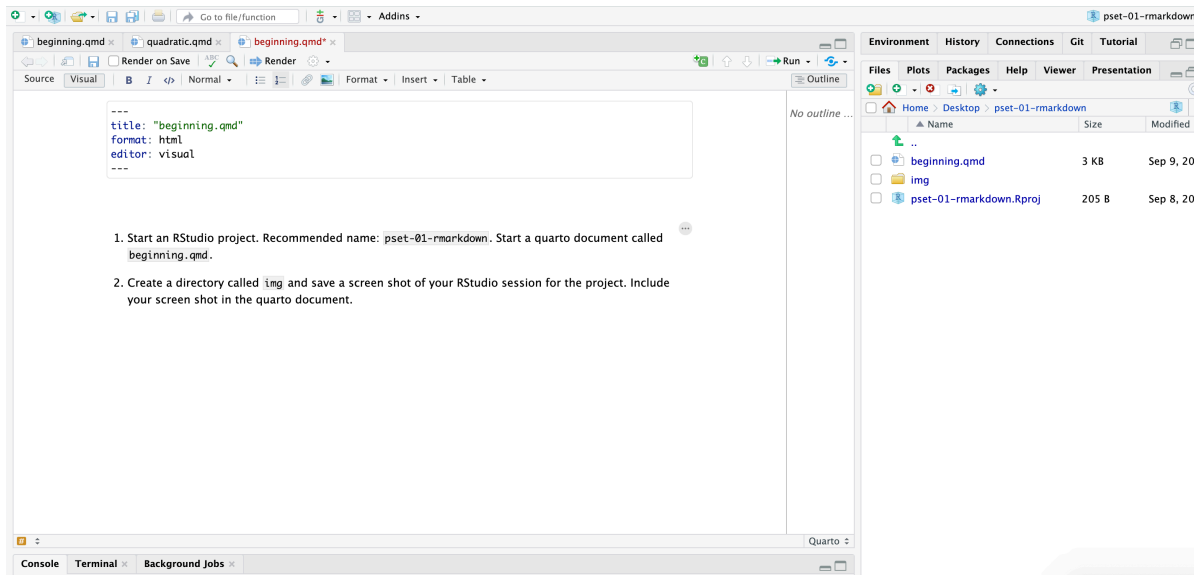 Go to file/function
Addins
pset-01-rmarkdown
beginning.qmd
quadratic.qmd
beginning.qmd*
Render on Save
ABC
Render
Run
Source
Visual
B
I
Normal
Format
Insert
Table
Outline
---
title: "beginning.qmd"
format: html
editor: visual
---
No outline ...
1. Start an RStudio project. Recommended name: pset-01-rmarkdown. Start a quarto document called
beginning.qmd.
2. Create a directory called img and save a screen shot of your RStudio session for the project. Include
your screen shot in the quarto document.
Quarto
Console
Terminal
Background Jobs
Environment
History
Connections
Git
Tutorial
Files
Plots
Packages
Help
Viewer
Presentation
Home > Desktop > pset-01-rmarkdown
Name
Size
Modified
..
beginning.qmd
3 KB
Sep 9, 20
img
pset-01-rmarkdown.Rproj
205 B
Sep 8, 20